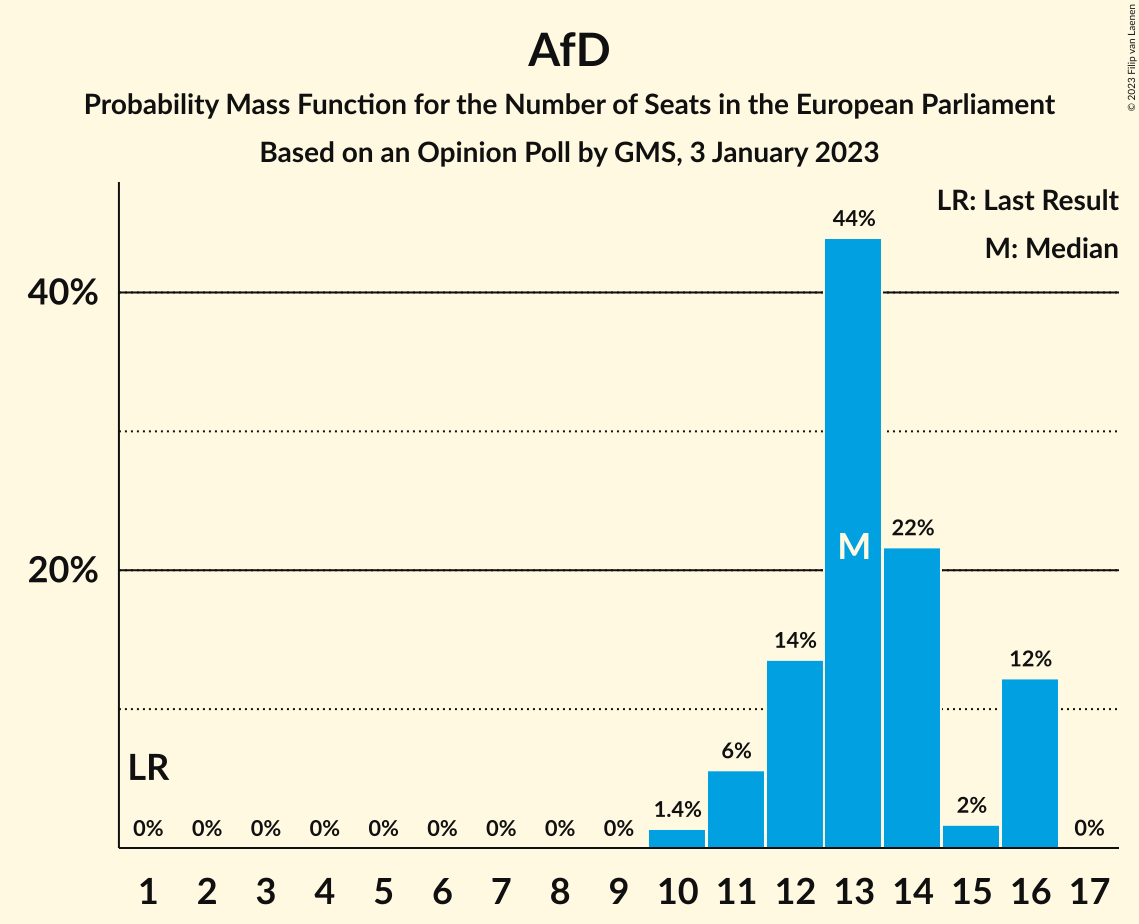 AfD
Probability Mass Function for the Number of Seats in the European Parliament
Based on an Opinion Poll by GMS, 3 January 2023
© 2023 Filip van Laenen
LR: Last Result
M: Median
40%
20%
44%
22%
14%
12%
6%
1.4%
2%
M
LR
0% 0% 0% 0% 0% 0% 0% 0% 0% 0%
1 2 3 4 5 6 7 8 9 10 11 12 13 14 15 16 17